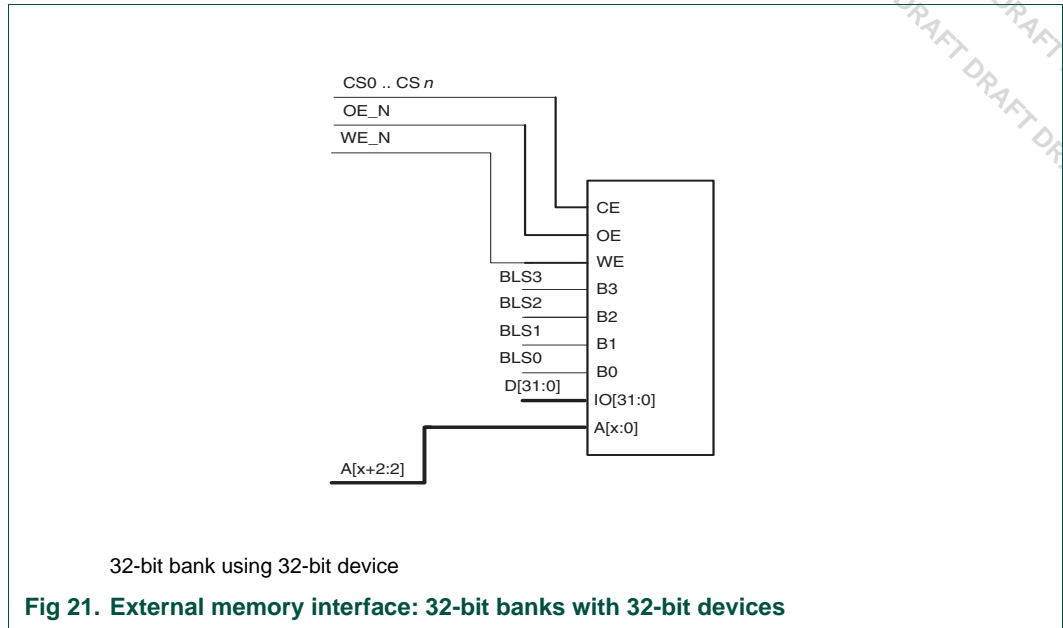 DRAFT DRAFT DR
DRAFT
CS0 .. CS n
OE_N
WE_N
CE
OE
WE
BLS3
B3
BLS2
B2
BLS1
B1
BLS0
B0
D[31:0]
IO[31:0]
A[x:0]
A[x+2:2]
32-bit bank using 32-bit device
Fig 21. External memory interface: 32-bit banks with 32-bit devices